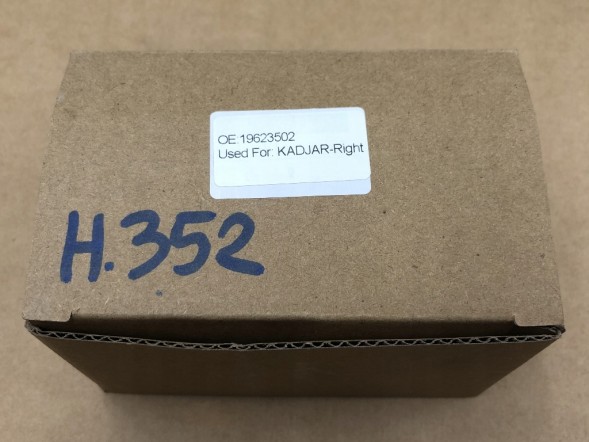 OE 19623502
Used For: KADJAR-Right
H.352